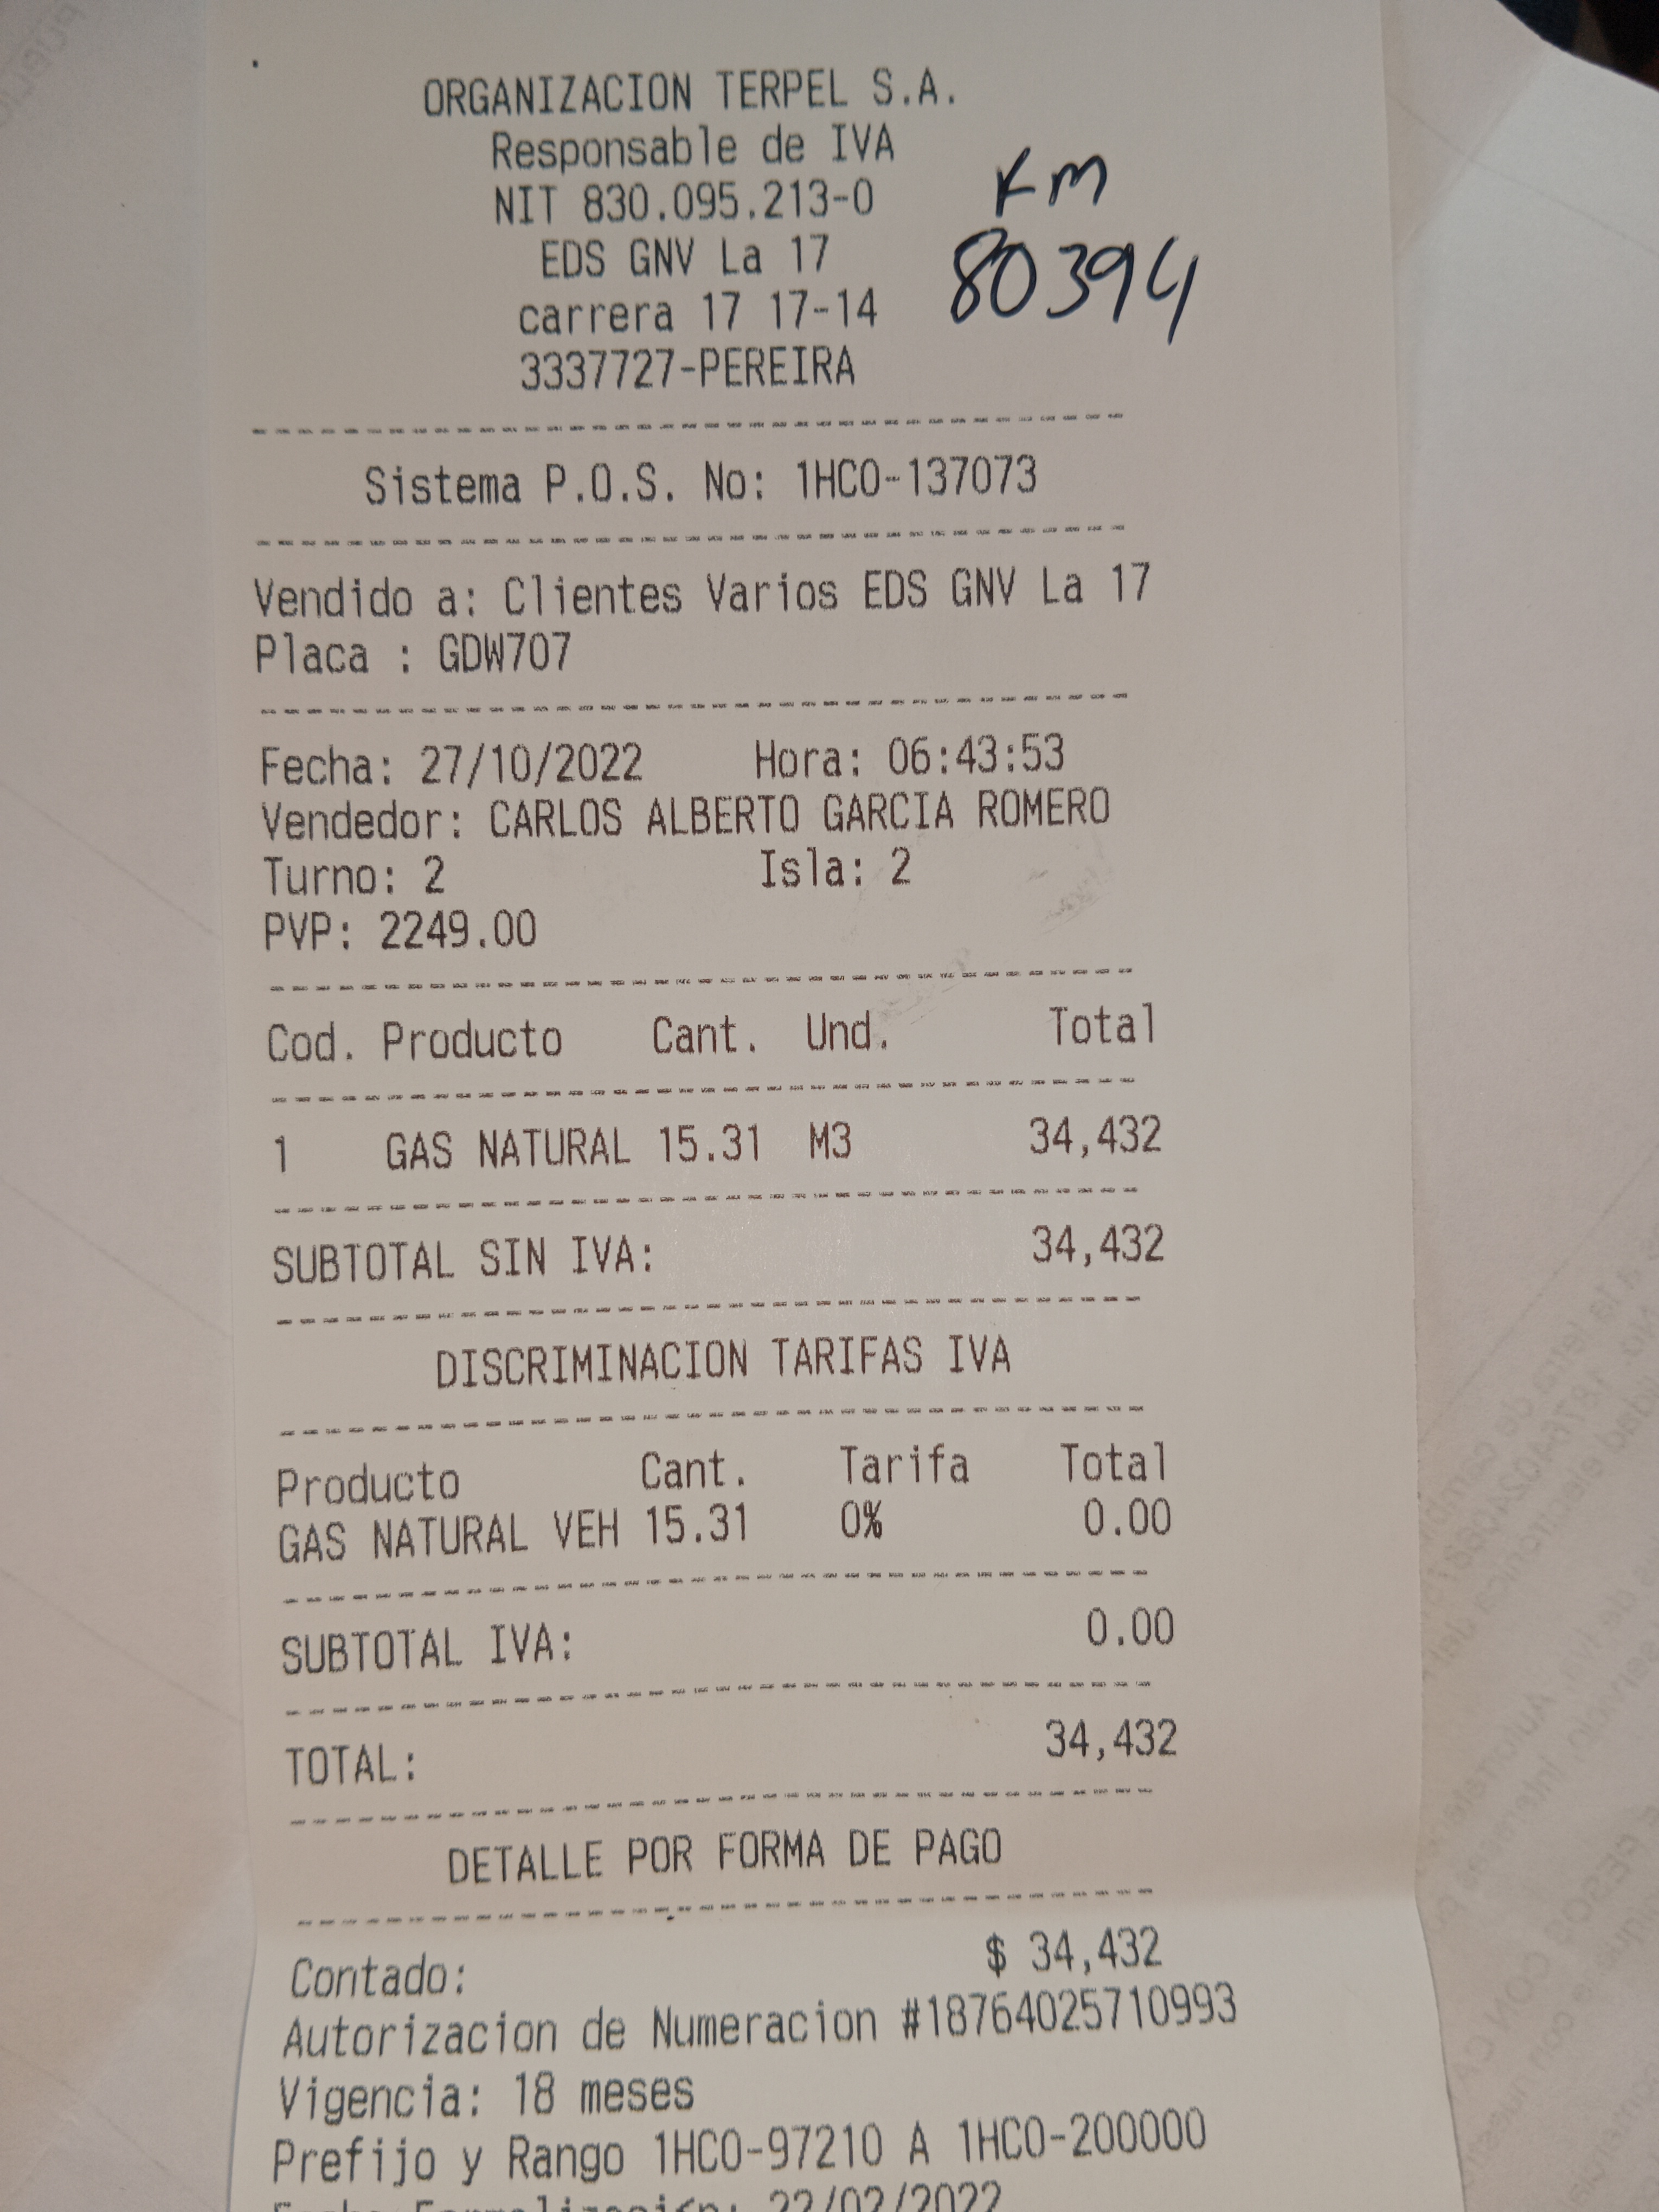 ORGANIZACION TERPEL S.A.
Responsable de IVA
NIT 830.095.213-0
EDS GNV La 17
carrera 17 17-14
3337727-PEREIRA
KM
80394
Sistema P.O.S. No: 1HCO-137073
Vendido a: Clientes Varios EDS GNV La 17
Placa : GDW707
Fecha: 27/10/2022 Hora: 06:43:53
Vendedor: CARLOS ALBERTO GARCIA ROMERO
Turno: 2 Isla: 2
PVP: 2249.00
Cod. Producto Cant. Und. Total
1 GAS NATURAL 15.31 M3 34,432
SUBTOTAL SIN IVA: 34,432
DISCRIMINACION TARIFAS IVA
Producto Cant. Tarifa Total
GAS NATURAL VEH 15.31 0% 0.00
SUBTOTAL IVA: 0.00
TOTAL: 34,432
DETALLE POR FORMA DE PAGO
Contado: $ 34,432
Autorizacion de Numeracion #18764025710993
Vigencia: 18 meses
Prefijo y Rango 1HCO-97210 A 1HCO-200000
Fecha Formalización: 22/02/2022